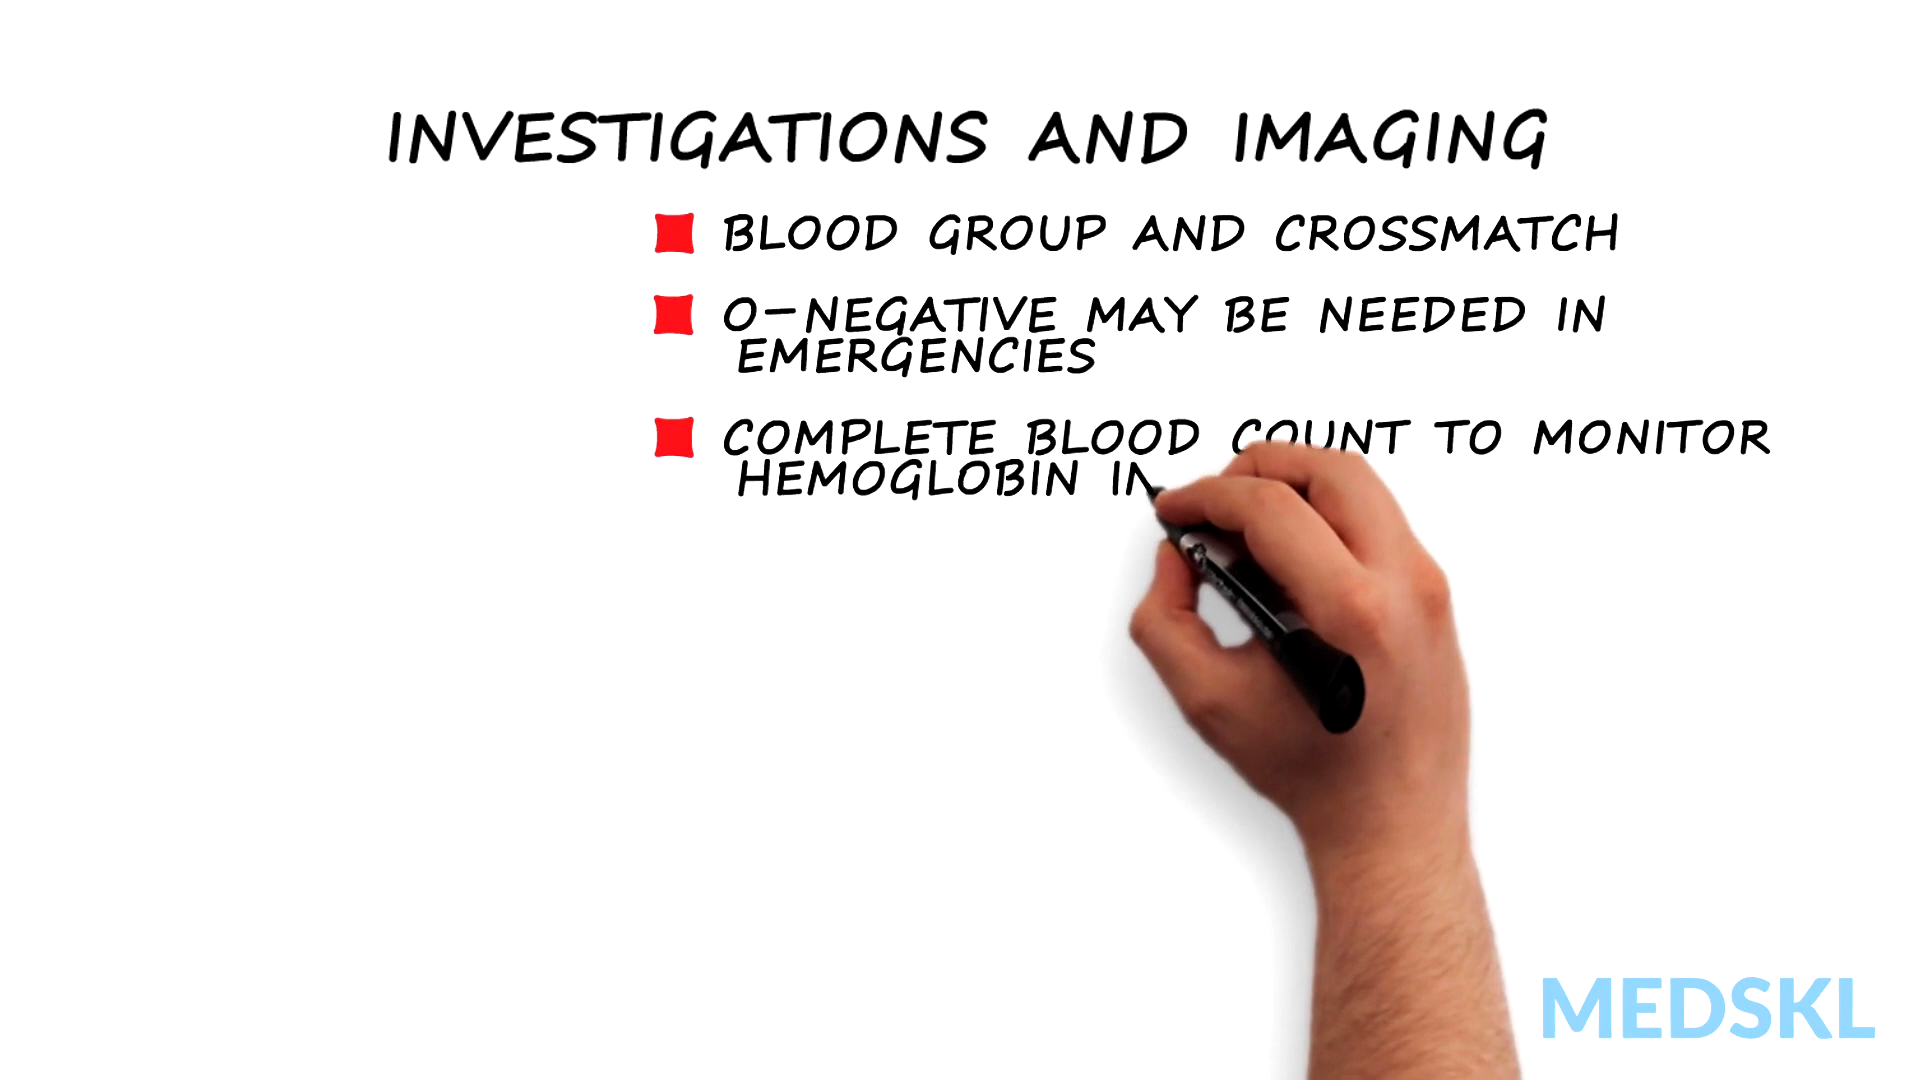 INVESTIGATIONS AND IMAGING
BLOOD GROUP AND CROSSMATCH
O-NEGATIVE MAY BE NEEDED IN
EMERGENCIES
COMPLETE BLOOD COUNT TO MONITOR
HEMOGLOBIN IN
MEDSKL